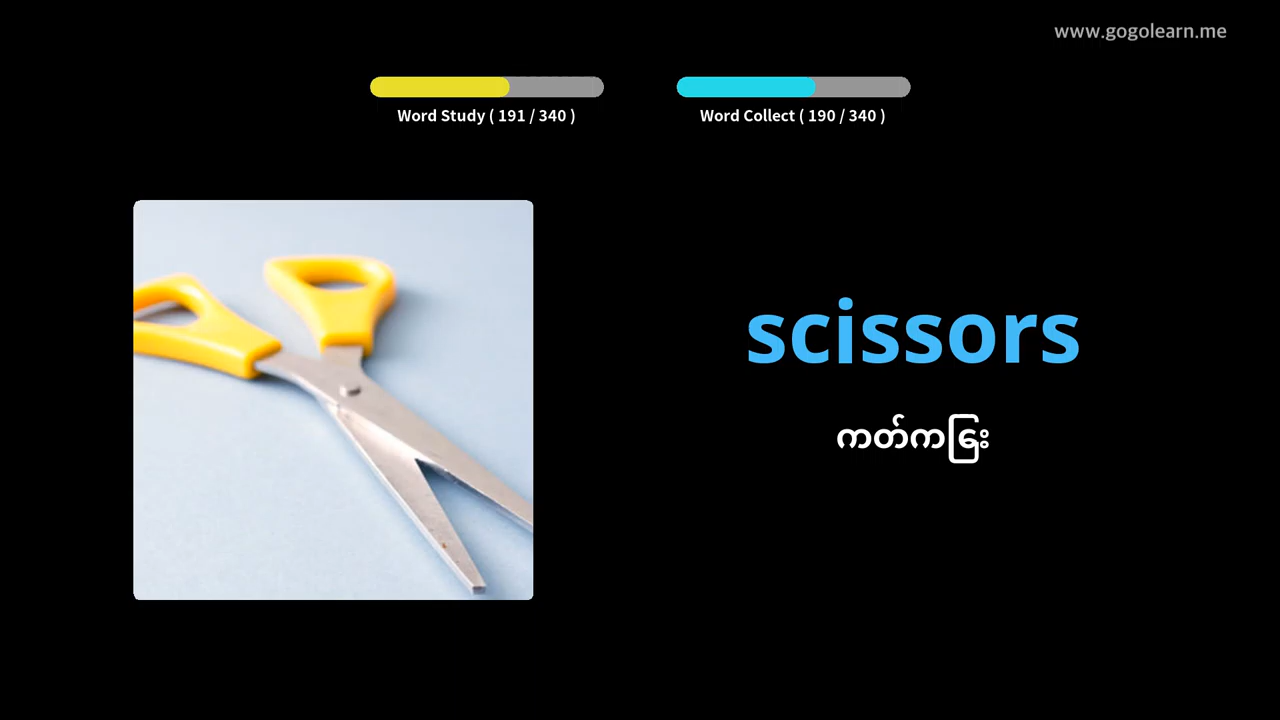 www.gogolearn.me
Word Study ( 191 / 340 )
Word Collect ( 190 / 340 )
scissors
ကတ်ကြေး